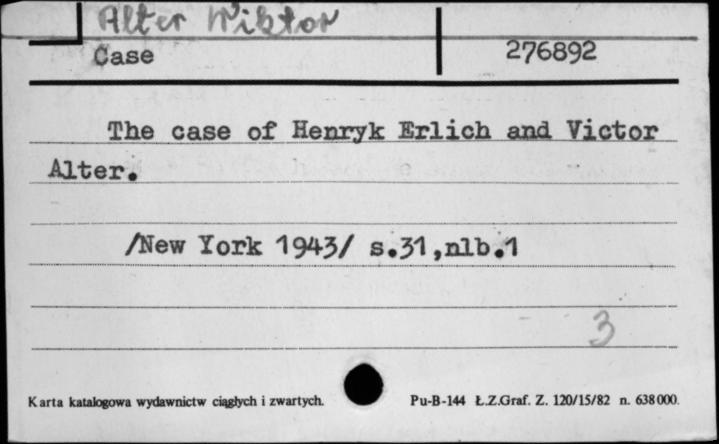 Alter Wiktor
Case 276892
The case of Henryk Erlich and Victor
Alter.
/New York 1943/ s.31,nlb.1
3
Karta katalogowa wydawnictw ciągłych i zwartych. Pu-B-144 Ł.Z.Graf. Z. 120/15/82 n. 638000.